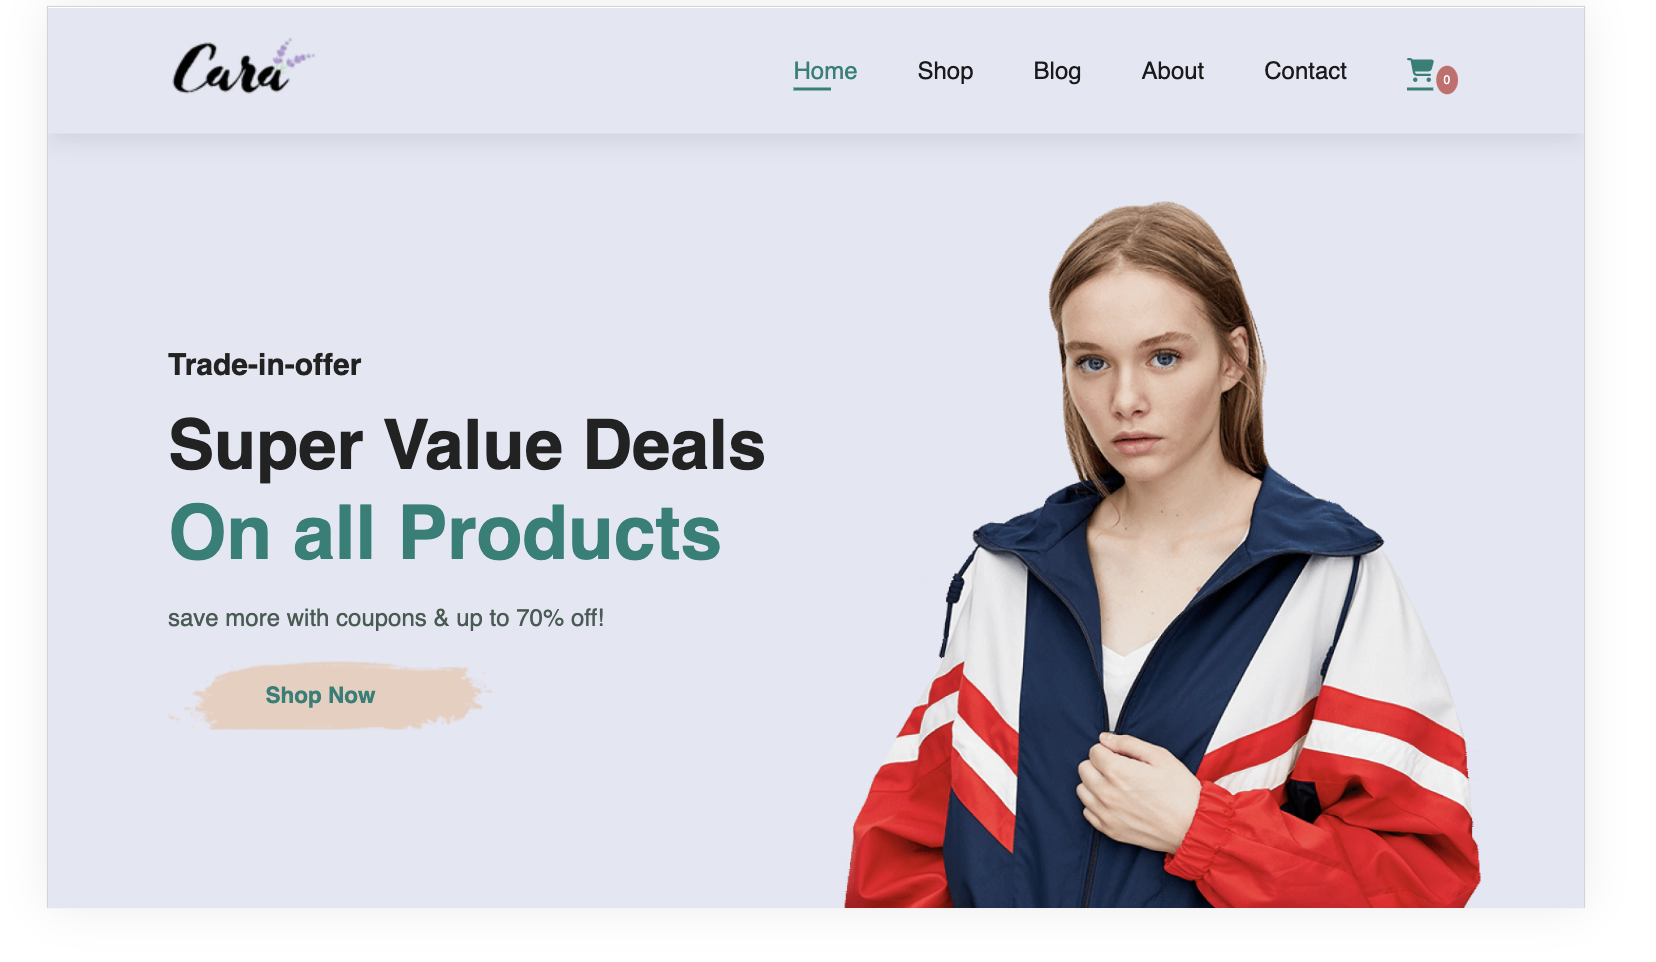 Cara
Home Shop Blog About Contact 0
Trade-in-offer
Super Value Deals
On all Products
save more with coupons & up to 70% off!
Shop Now